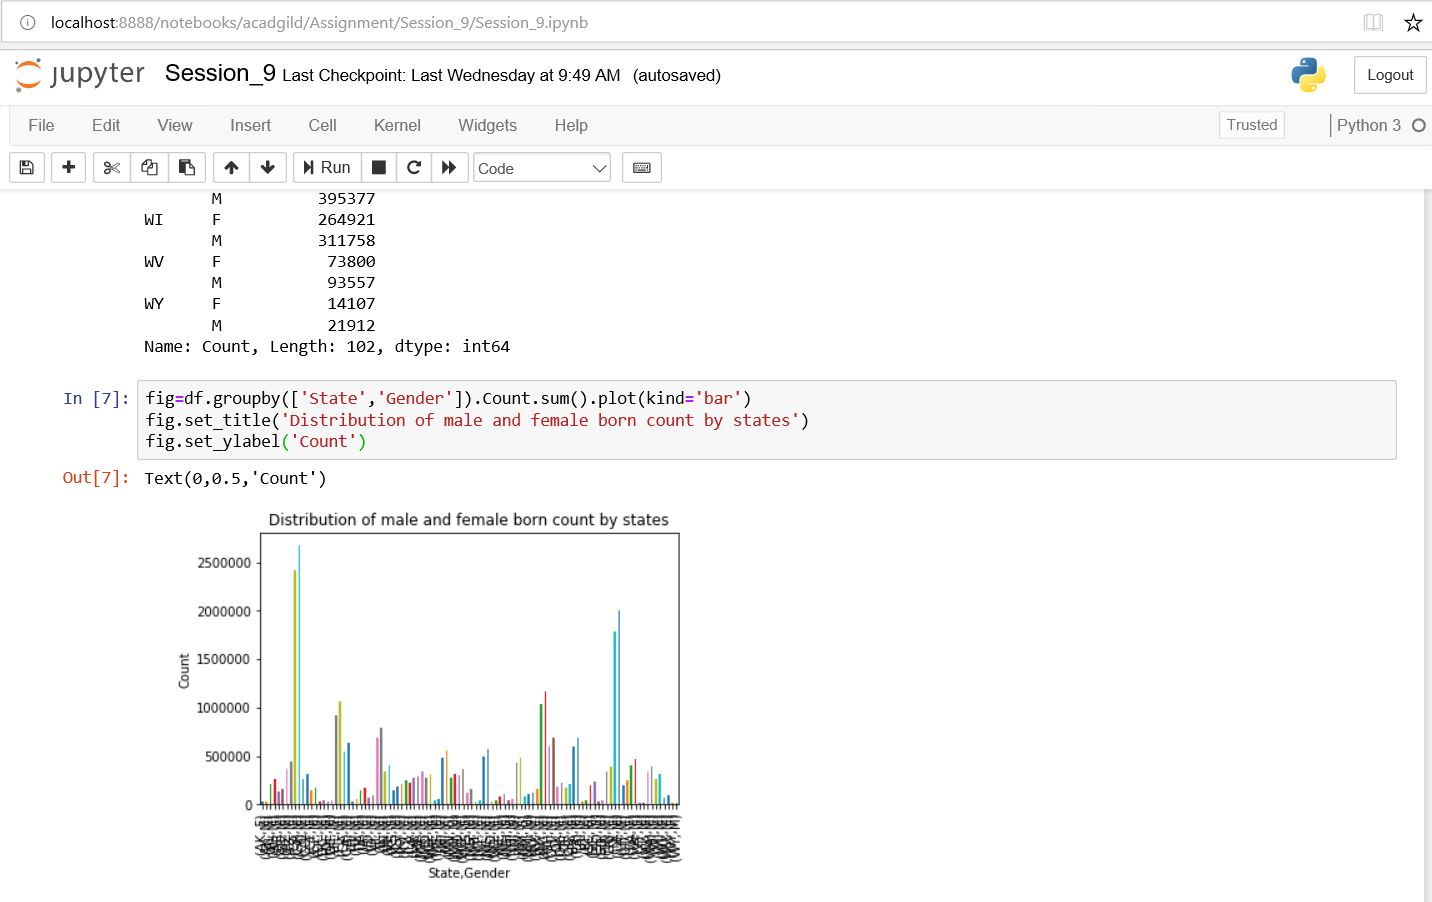 localhost:8888/notebooks/acadgild/Assignment/Session_9/Session_9.ipynb
jupyter Session_9 Last Checkpoint: Last Wednesday at 9:49 AM (autosaved)
Logout
File Edit View Insert Cell Kernel Widgets Help
Trusted
Python 3
Run
Code
M 395377
WI F 264921
M 311758
WV F 73800
M 93557
WY F 14107
M 21912
Name: Count, Length: 102, dtype: int64
In [7]: fig=df.groupby(['State','Gender']).Count.sum().plot(kind='bar')
fig.set_title('Distribution of male and female born count by states')
fig.set_ylabel('Count')
Out[7]: Text(0,0.5,'Count')
Distribution of male and female born count by states
2500000
2000000
1500000
1000000
500000
0
Count
State,Gender